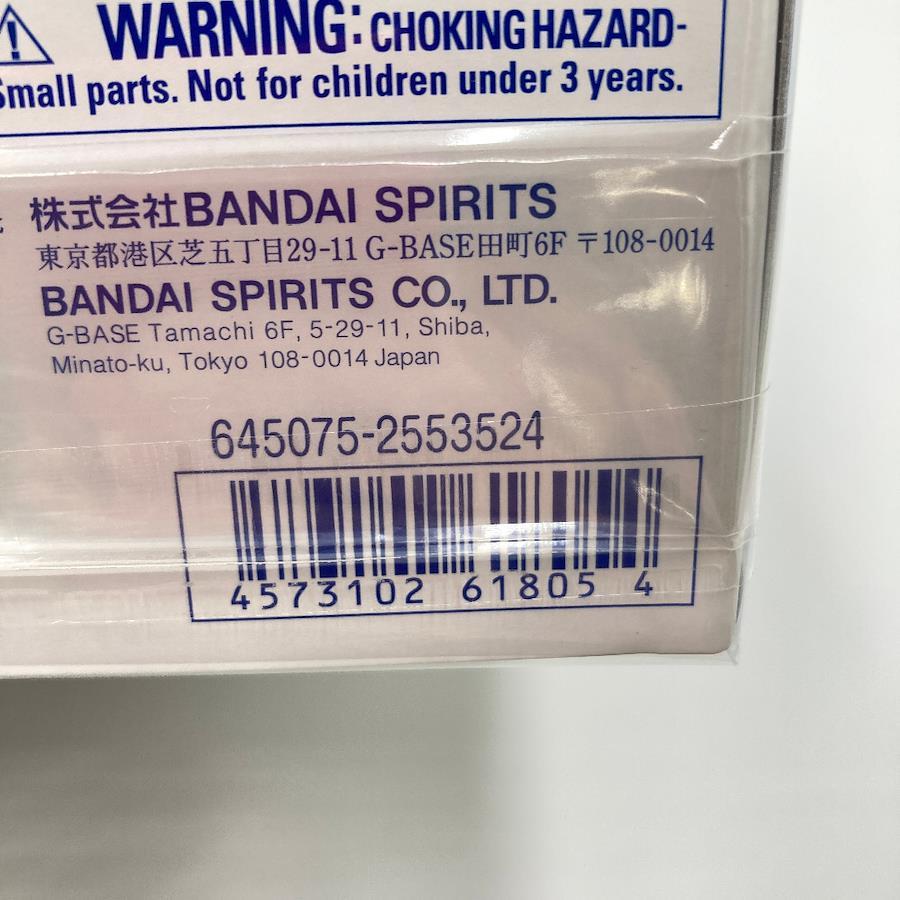 WARNING: CHOKING HAZARD-
Small parts. Not for children under 3 years.
株式会社BANDAI SPIRITS
東京都港区芝五丁目29-11 G-BASE田町6F 〒108-0014
BANDAI SPIRITS CO., LTD.
G-BASE Tamachi 6F, 5-29-11, Shiba,
Minato-ku, Tokyo 108-0014 Japan
645075-2553524
4573102 61805 4